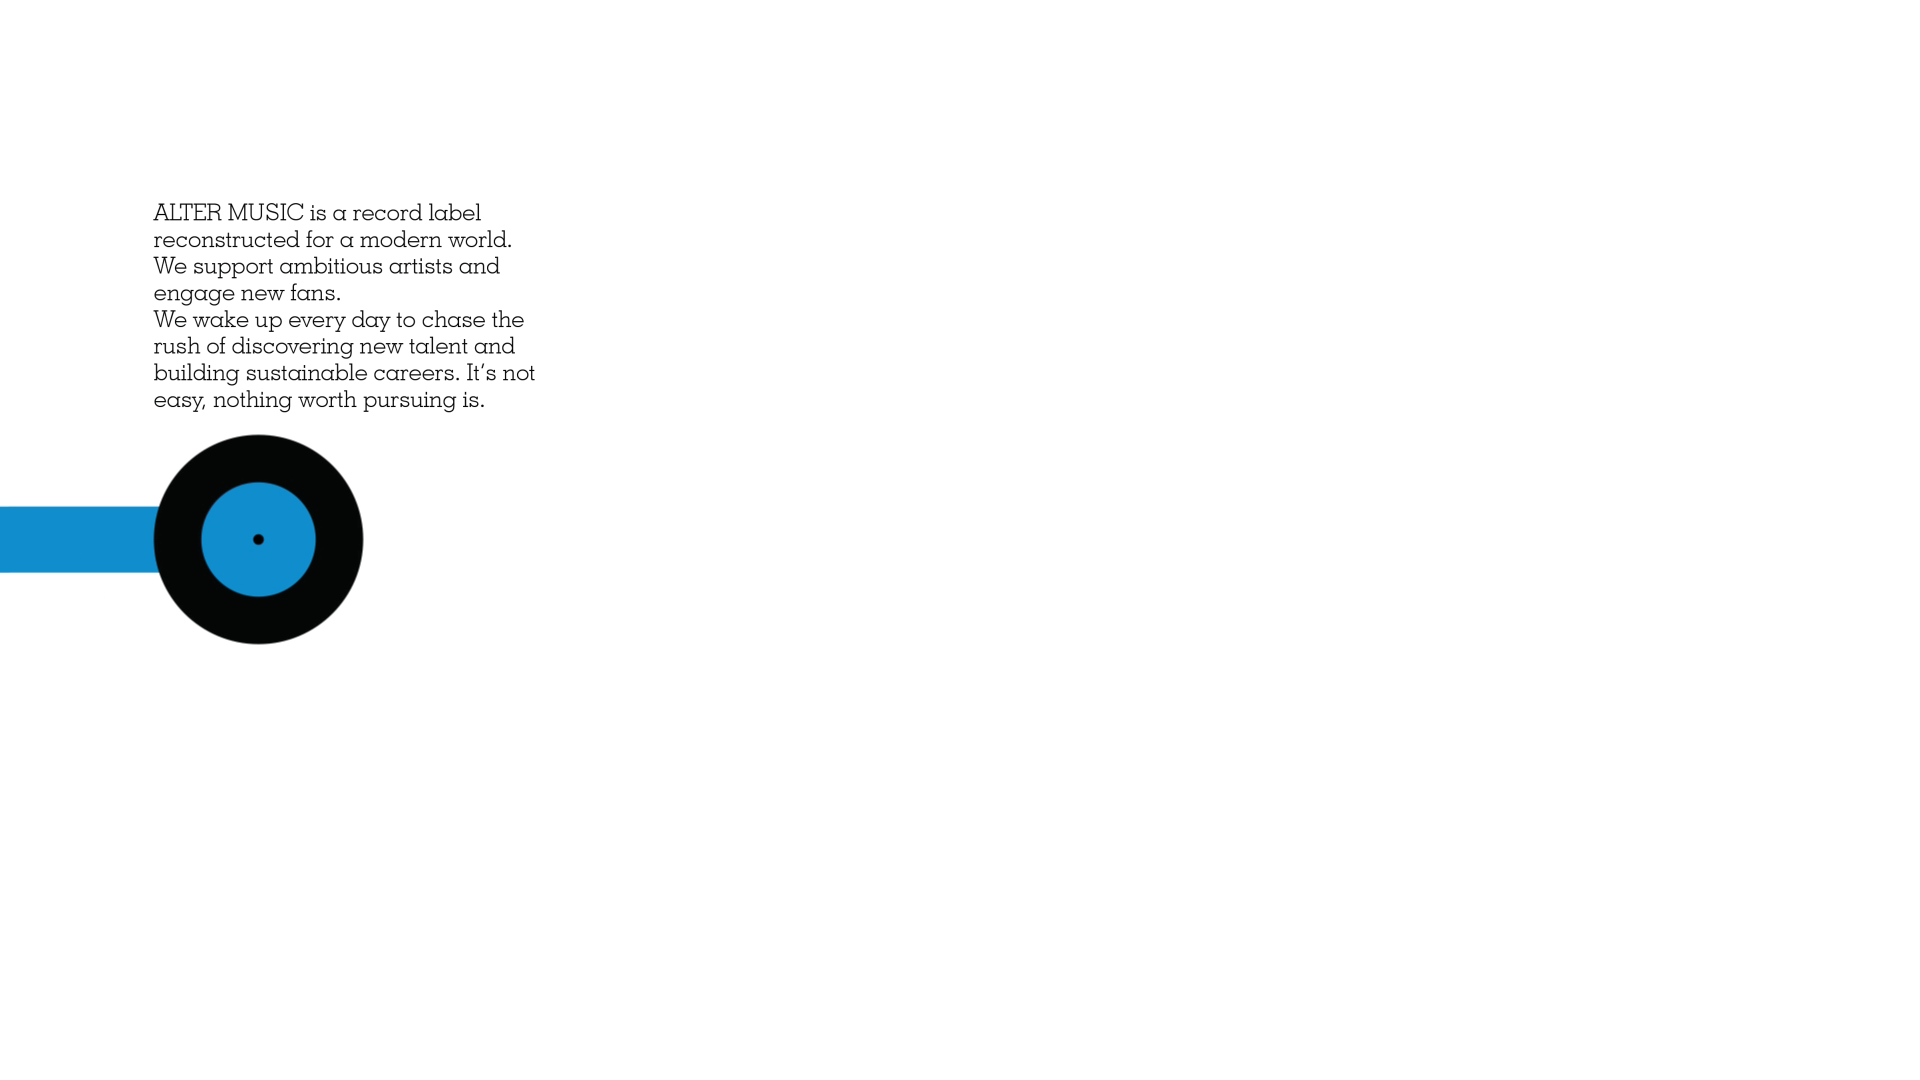 ALTER MUSIC is a record label
reconstructed for a modern world.
We support ambitious artists and
engage new fans.
We wake up every day to chase the
rush of discovering new talent and
building sustainable careers. It’s not
easy, nothing worth pursuing is.